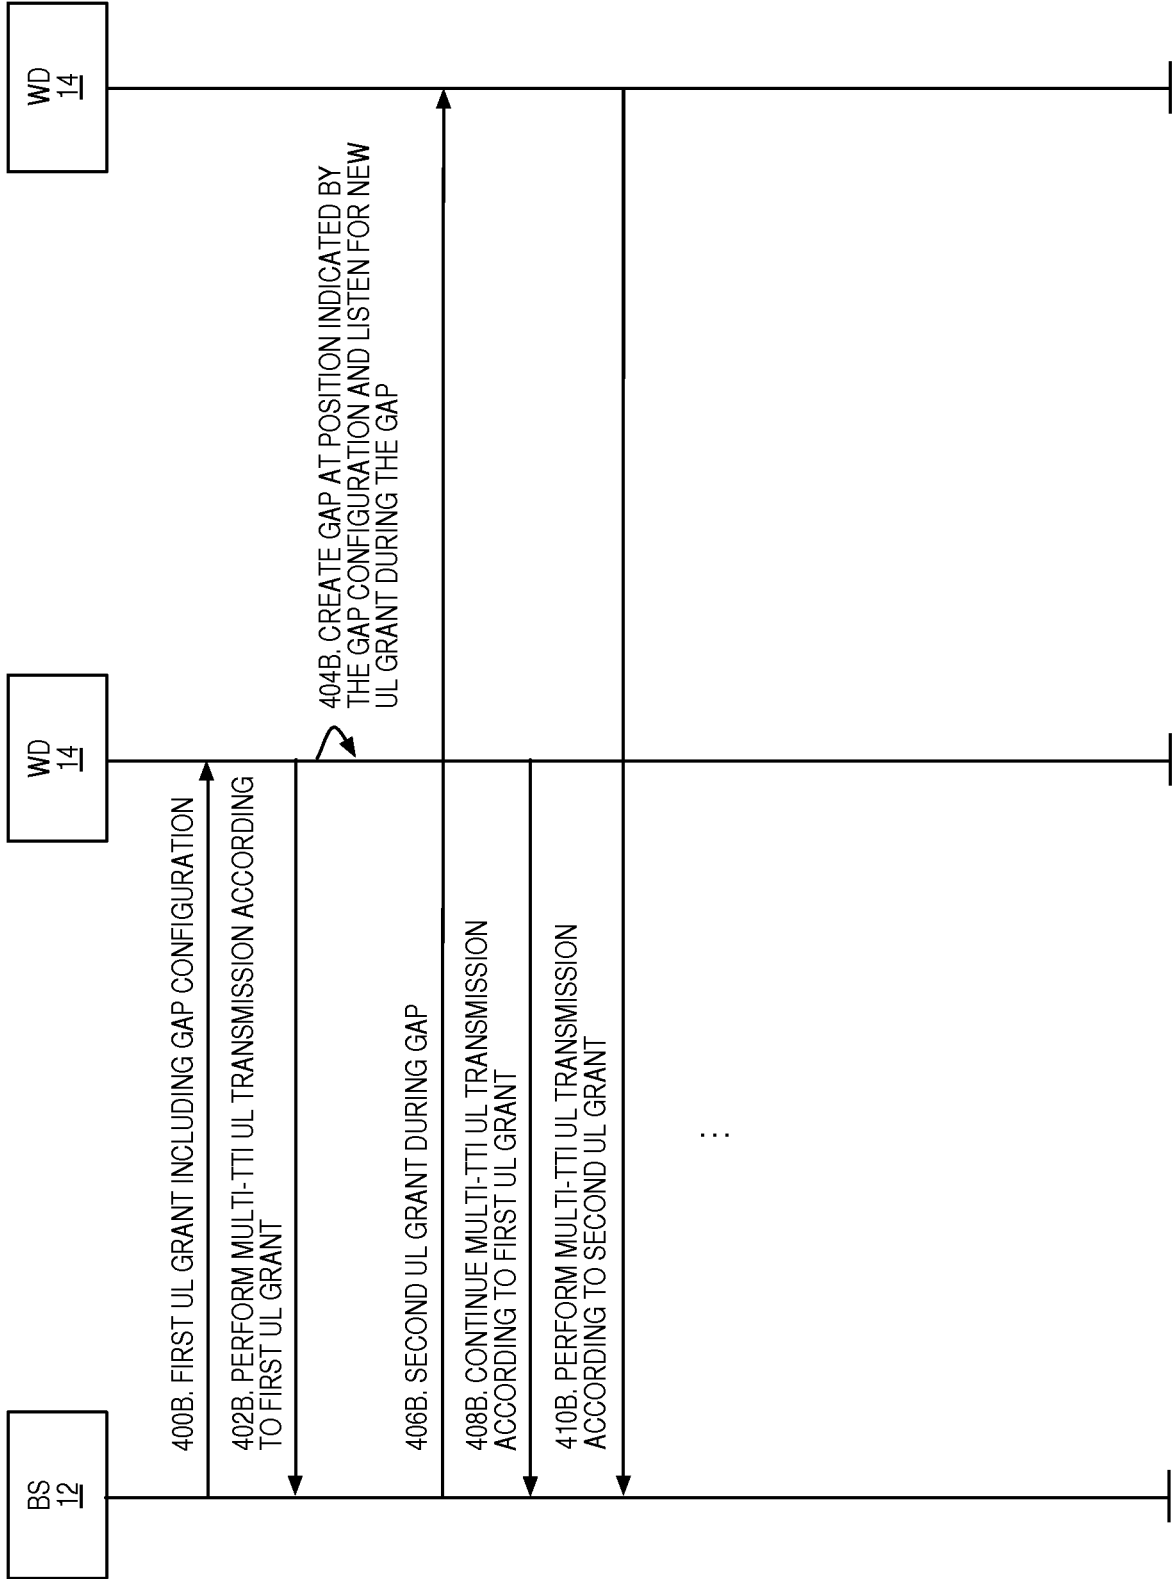 BS
12
WD
14
WD
14
400B. FIRST UL GRANT INCLUDING GAP CONFIGURATION
402B. PERFORM MULTI-TTI UL TRANSMISSION ACCORDING
TO FIRST UL GRANT
404B. CREATE GAP AT POSITION INDICATED BY
THE GAP CONFIGURATION AND LISTEN FOR NEW
UL GRANT DURING THE GAP
406B. SECOND UL GRANT DURING GAP
408B. CONTINUE MULTI-TTI UL TRANSMISSION
ACCORDING TO FIRST UL GRANT
410B. PERFORM MULTI-TTI UL TRANSMISSION
ACCORDING TO SECOND UL GRANT
...